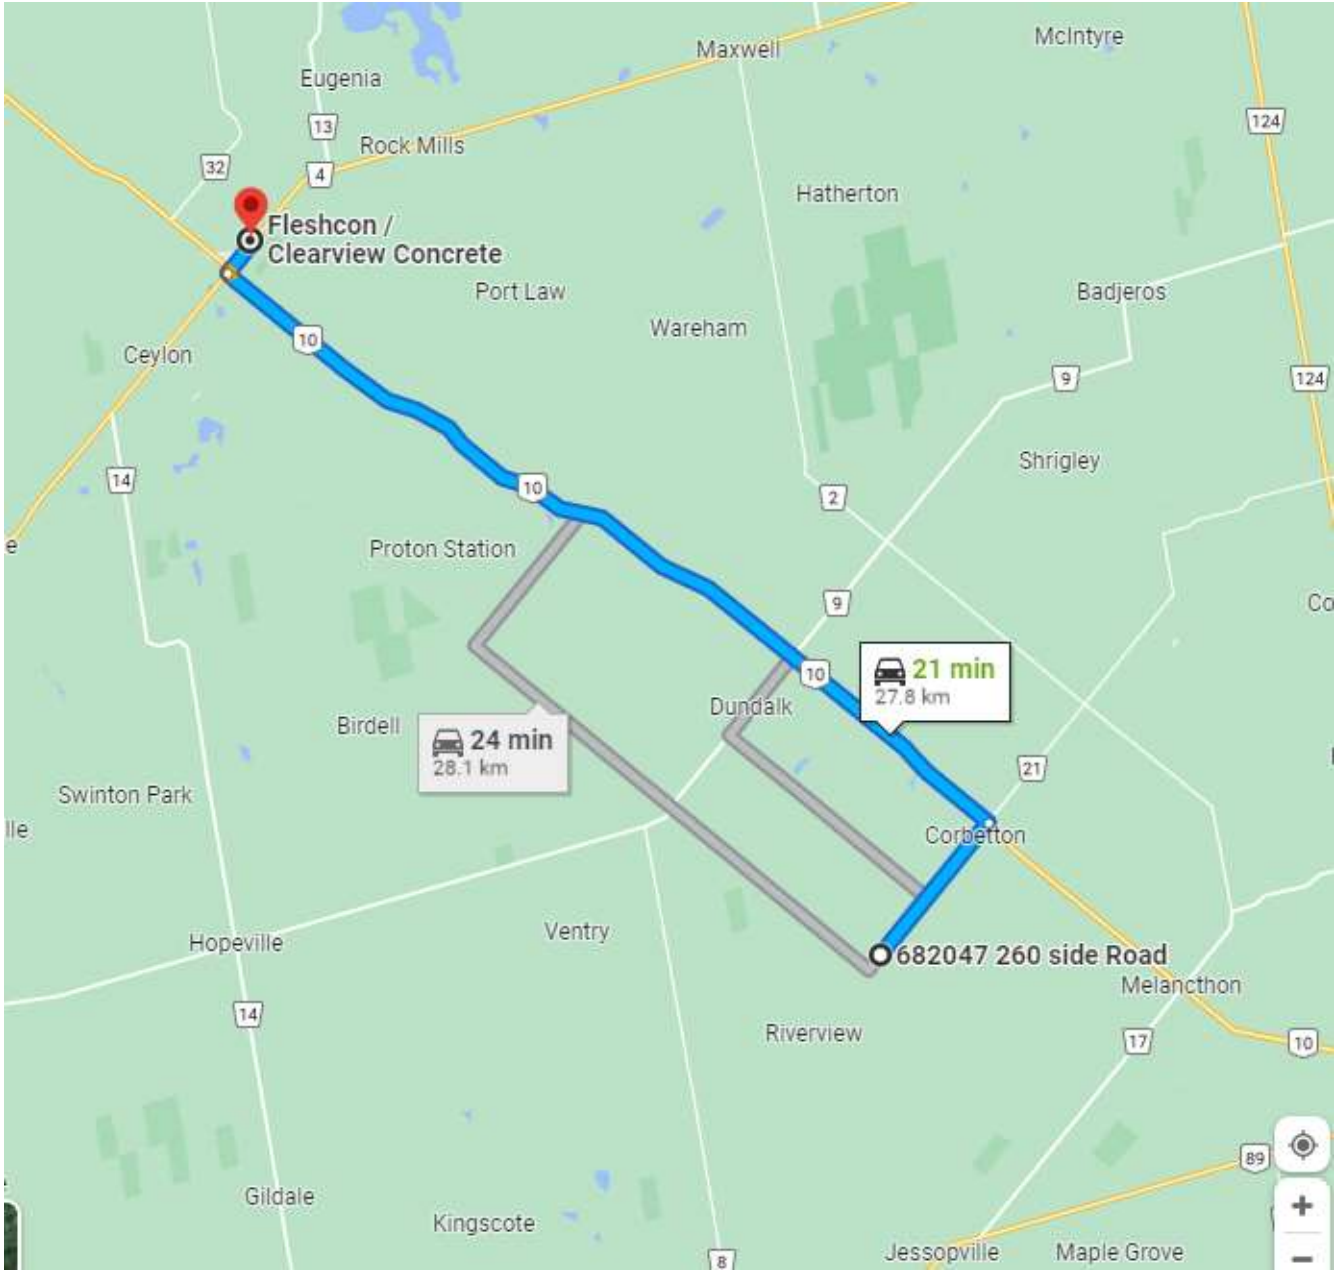 McIntyre
Maxwell
Eugenia
124
13
Rock Mills
32
4
Hatherton
Fleshcon /
Clearview Concrete
Port Law
Badjeros
Wareham
10
Ceylon
9
124
Shrigley
14
10
2
e
Proton Station
9
Co
21 min
27.8 km
10
Dundalk
Birdell
24 min
28.1 km
21
Swinton Park
lle
Corbetton
Ventry
Hopeville
682047 260 side Road
Melancthon
14
Riverview
17
10
89
Gildale
Kingscote
+
Jessopville
Maple Grove
8
−